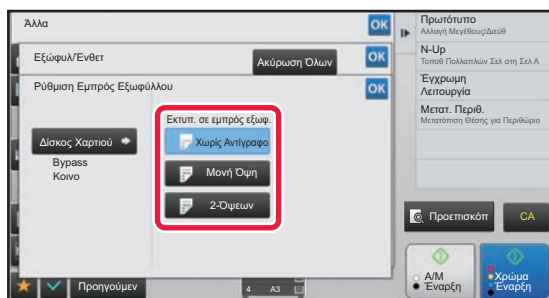 Άλλα
OK
Εξώφυλ/Ένθετ
Ακύρωση Όλων
OK
Ρύθμιση Εμπρός Εξωφύλλου
OK
Εκτυπ. σε εμπρός εξωφ.
Δίσκος Χαρτιού
Bypass
Κοινο
Χωρίς Αντίγραφο
Μονή Όψη
2-Όψεων
Προηγούμεν
4 A3
Πρωτότυπο
Αλλαγή Μεγέθους/Διεύθ
N-Up
Τοποθ Πολλαπλών Σελ στη Σελ Α
Έγχρωμη
Λειτουργία
Μετατ. Περιθ.
Μετατόπιση Θέσης για Περιθώριο
Προεπισκόπ
CA
Α/Μ
Έναρξη
Χρώμα
Έναρξη